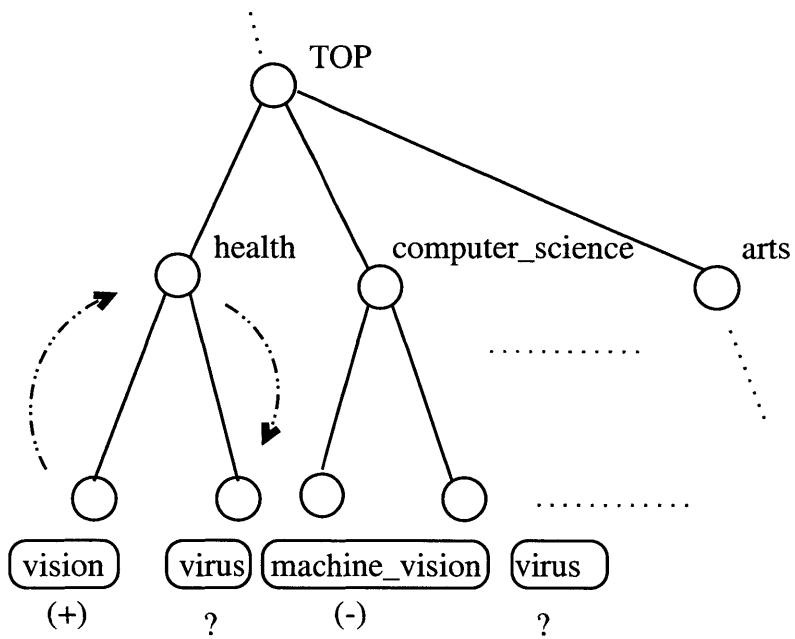 TOP
health
computer_science
arts
vision
virus
machine_vision
virus
(+)
?
(-)
?